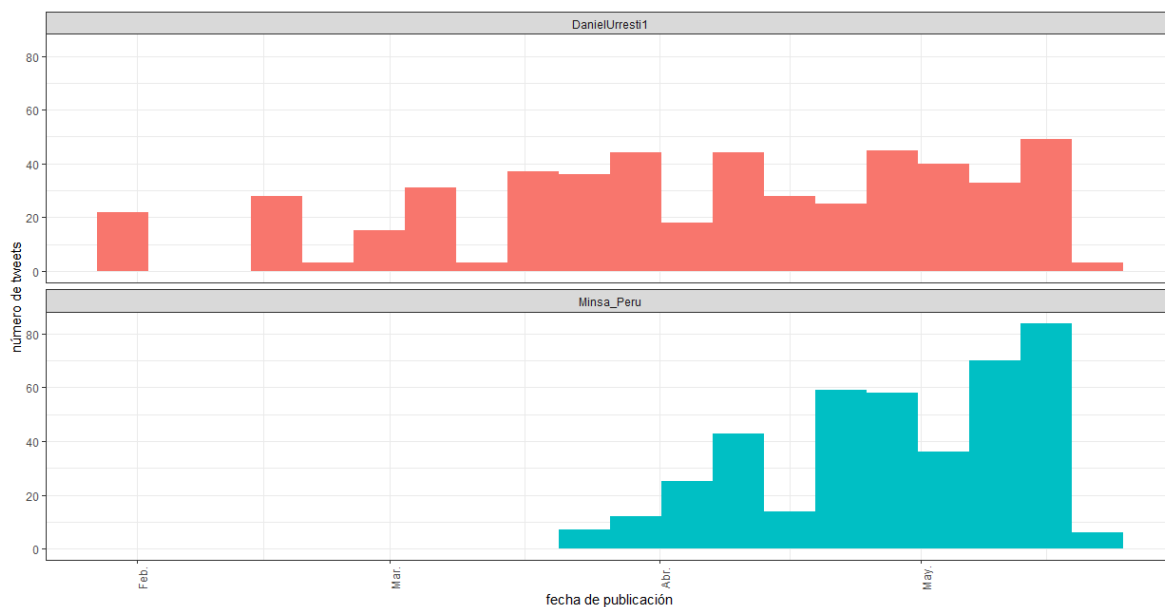 DanielUrresti1
80
60
40
20
0
Minsa_Peru
80
60
40
20
0
número de tweets
Feb.
Mar.
Abr.
May.
fecha de publicación